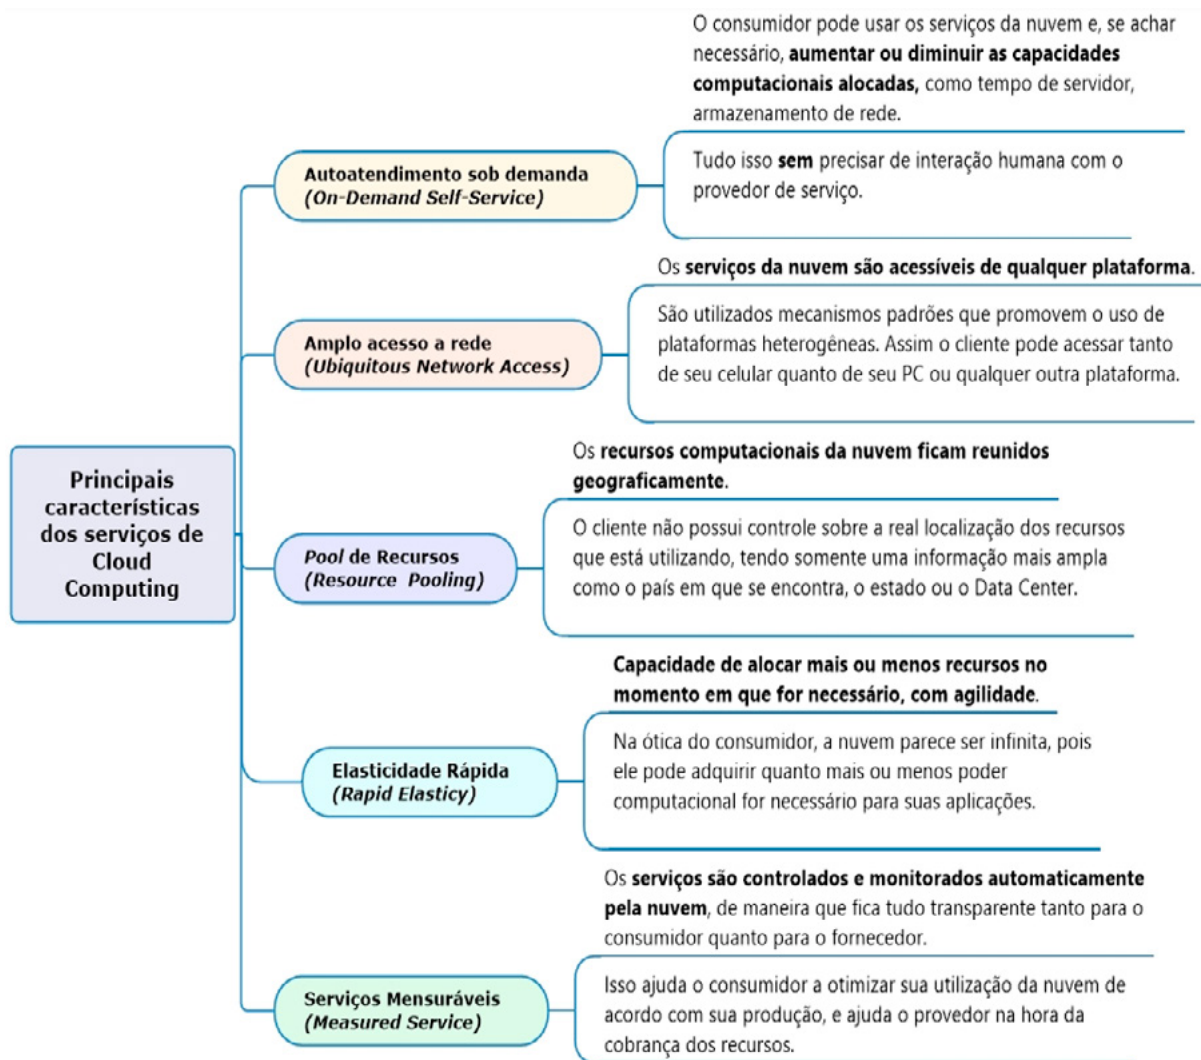 Principais
características
dos serviços de
Cloud
Computing
Autoatendimento sob demanda
(On-Demand Self-Service)
O consumidor pode usar os serviços da nuvem e, se achar
necessário, aumentar ou diminuir as capacidades
computacionais alocadas, como tempo de servidor,
armazenamento de rede.
Tudo isso sem precisar de interação humana com o
provedor de serviço.
Amplo acesso a rede
(Ubiquitous Network Access)
Os serviços da nuvem são acessíveis de qualquer plataforma.
São utilizados mecanismos padrões que promovem o uso de
plataformas heterogêneas. Assim o cliente pode acessar tanto
de seu celular quanto de seu PC ou qualquer outra plataforma.
Pool de Recursos
(Resource Pooling)
Os recursos computacionais da nuvem ficam reunidos
geograficamente.
O cliente não possui controle sobre a real localização dos recursos
que está utilizando, tendo somente uma informação mais ampla
como o país em que se encontra, o estado ou o Data Center.
Elasticidade Rápida
(Rapid Elasticy)
Capacidade de alocar mais ou menos recursos no
momento em que for necessário, com agilidade.
Na ótica do consumidor, a nuvem parece ser infinita, pois
ele pode adquirir quanto mais ou menos poder
computacional for necessário para suas aplicações.
Serviços Mensuráveis
(Measured Service)
Os serviços são controlados e monitorados automaticamente
pela nuvem, de maneira que fica tudo transparente tanto para o
consumidor quanto para o fornecedor.
Isso ajuda o consumidor a otimizar sua utilização da nuvem de
acordo com sua produção, e ajuda o provedor na hora da
cobrança dos recursos.